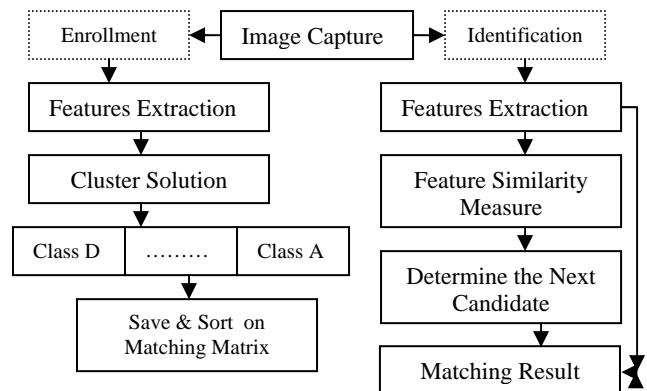 Enrollment
Image Capture
Identification
Features Extraction
Features Extraction
Cluster Solution
Feature Similarity
Measure
Class D
.........
Class A
Determine the Next
Candidate
Save & Sort on
Matching Matrix
Matching Result